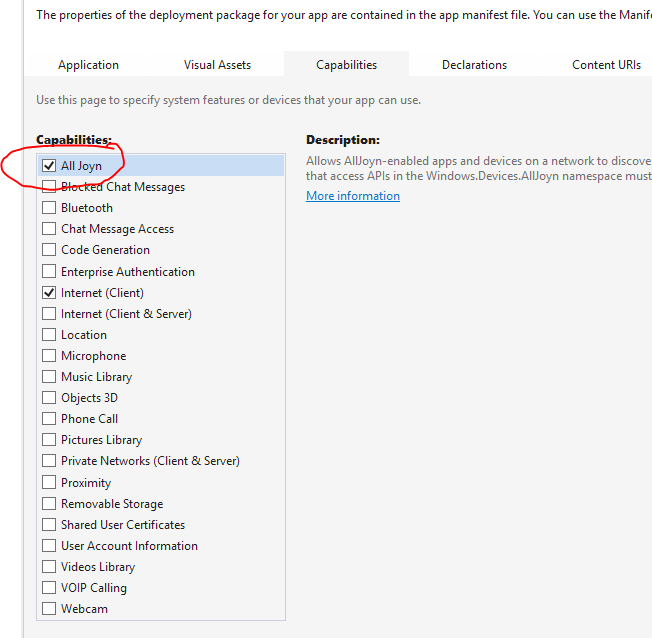 The properties of the deployment package for your app are contained in the app manifest file. You can use the
Application Visual Assets Capabilities Declarations Content URIs
Use this page to specify system features or devices that your app can use.
Capabilities: Description:
All Joyn
Allows AllJoyn-enabled apps and devices on a network to
that access APIs in the Windows.Devices.AllJoyn namespace must
More information
Blocked Chat Messages
Bluetooth
Chat Message Access
Code Generation
Enterprise Authentication
Internet (Client)
Internet (Client & Server)
Location
Microphone
Music Library
Objects 3D
Phone Call
Pictures Library
Private Networks (Client & Server)
Proximity
Removable Storage
Shared User Certificates
User Account Information
Videos Library
VOIP Calling
Webcam